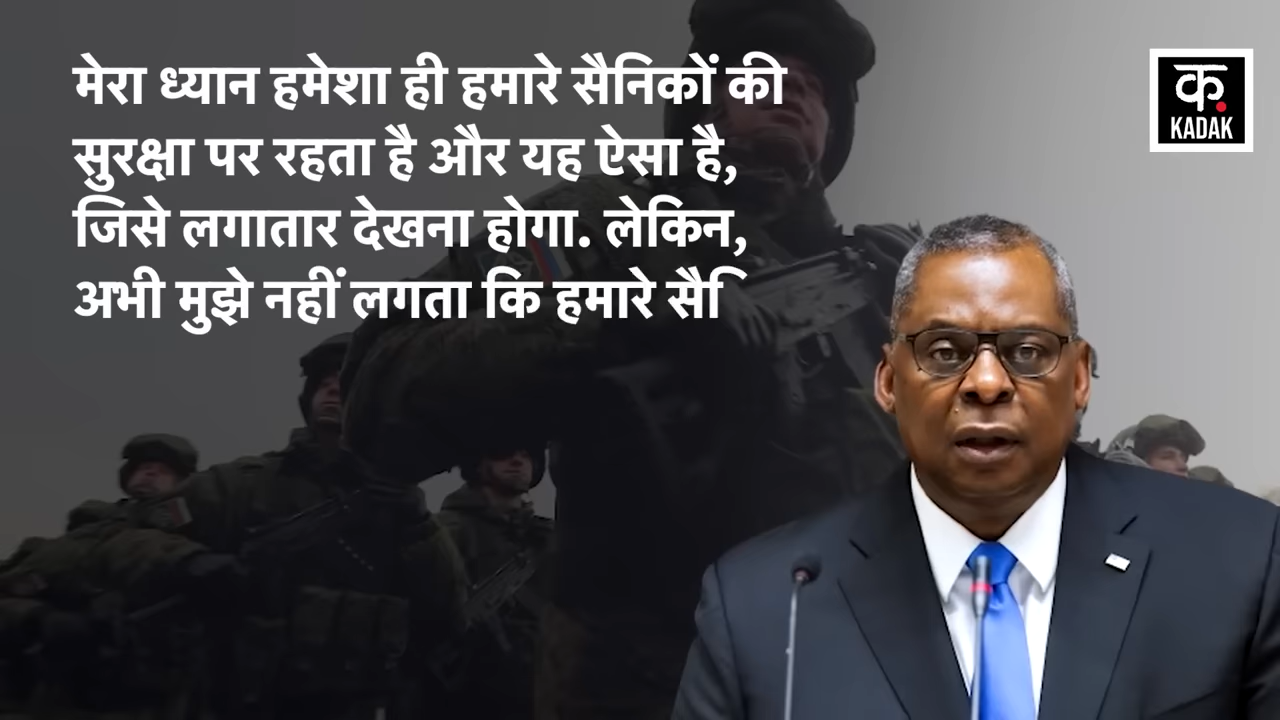 मेरा ध्यान हमेशा ही हमारे सैनिकों की
सुरक्षा पर रहता है और यह ऐसा है,
जिसे लगातार देखना होगा. लेकिन,
अभी मुझे नहीं लगता कि हमारे सैि
क.
KADAK